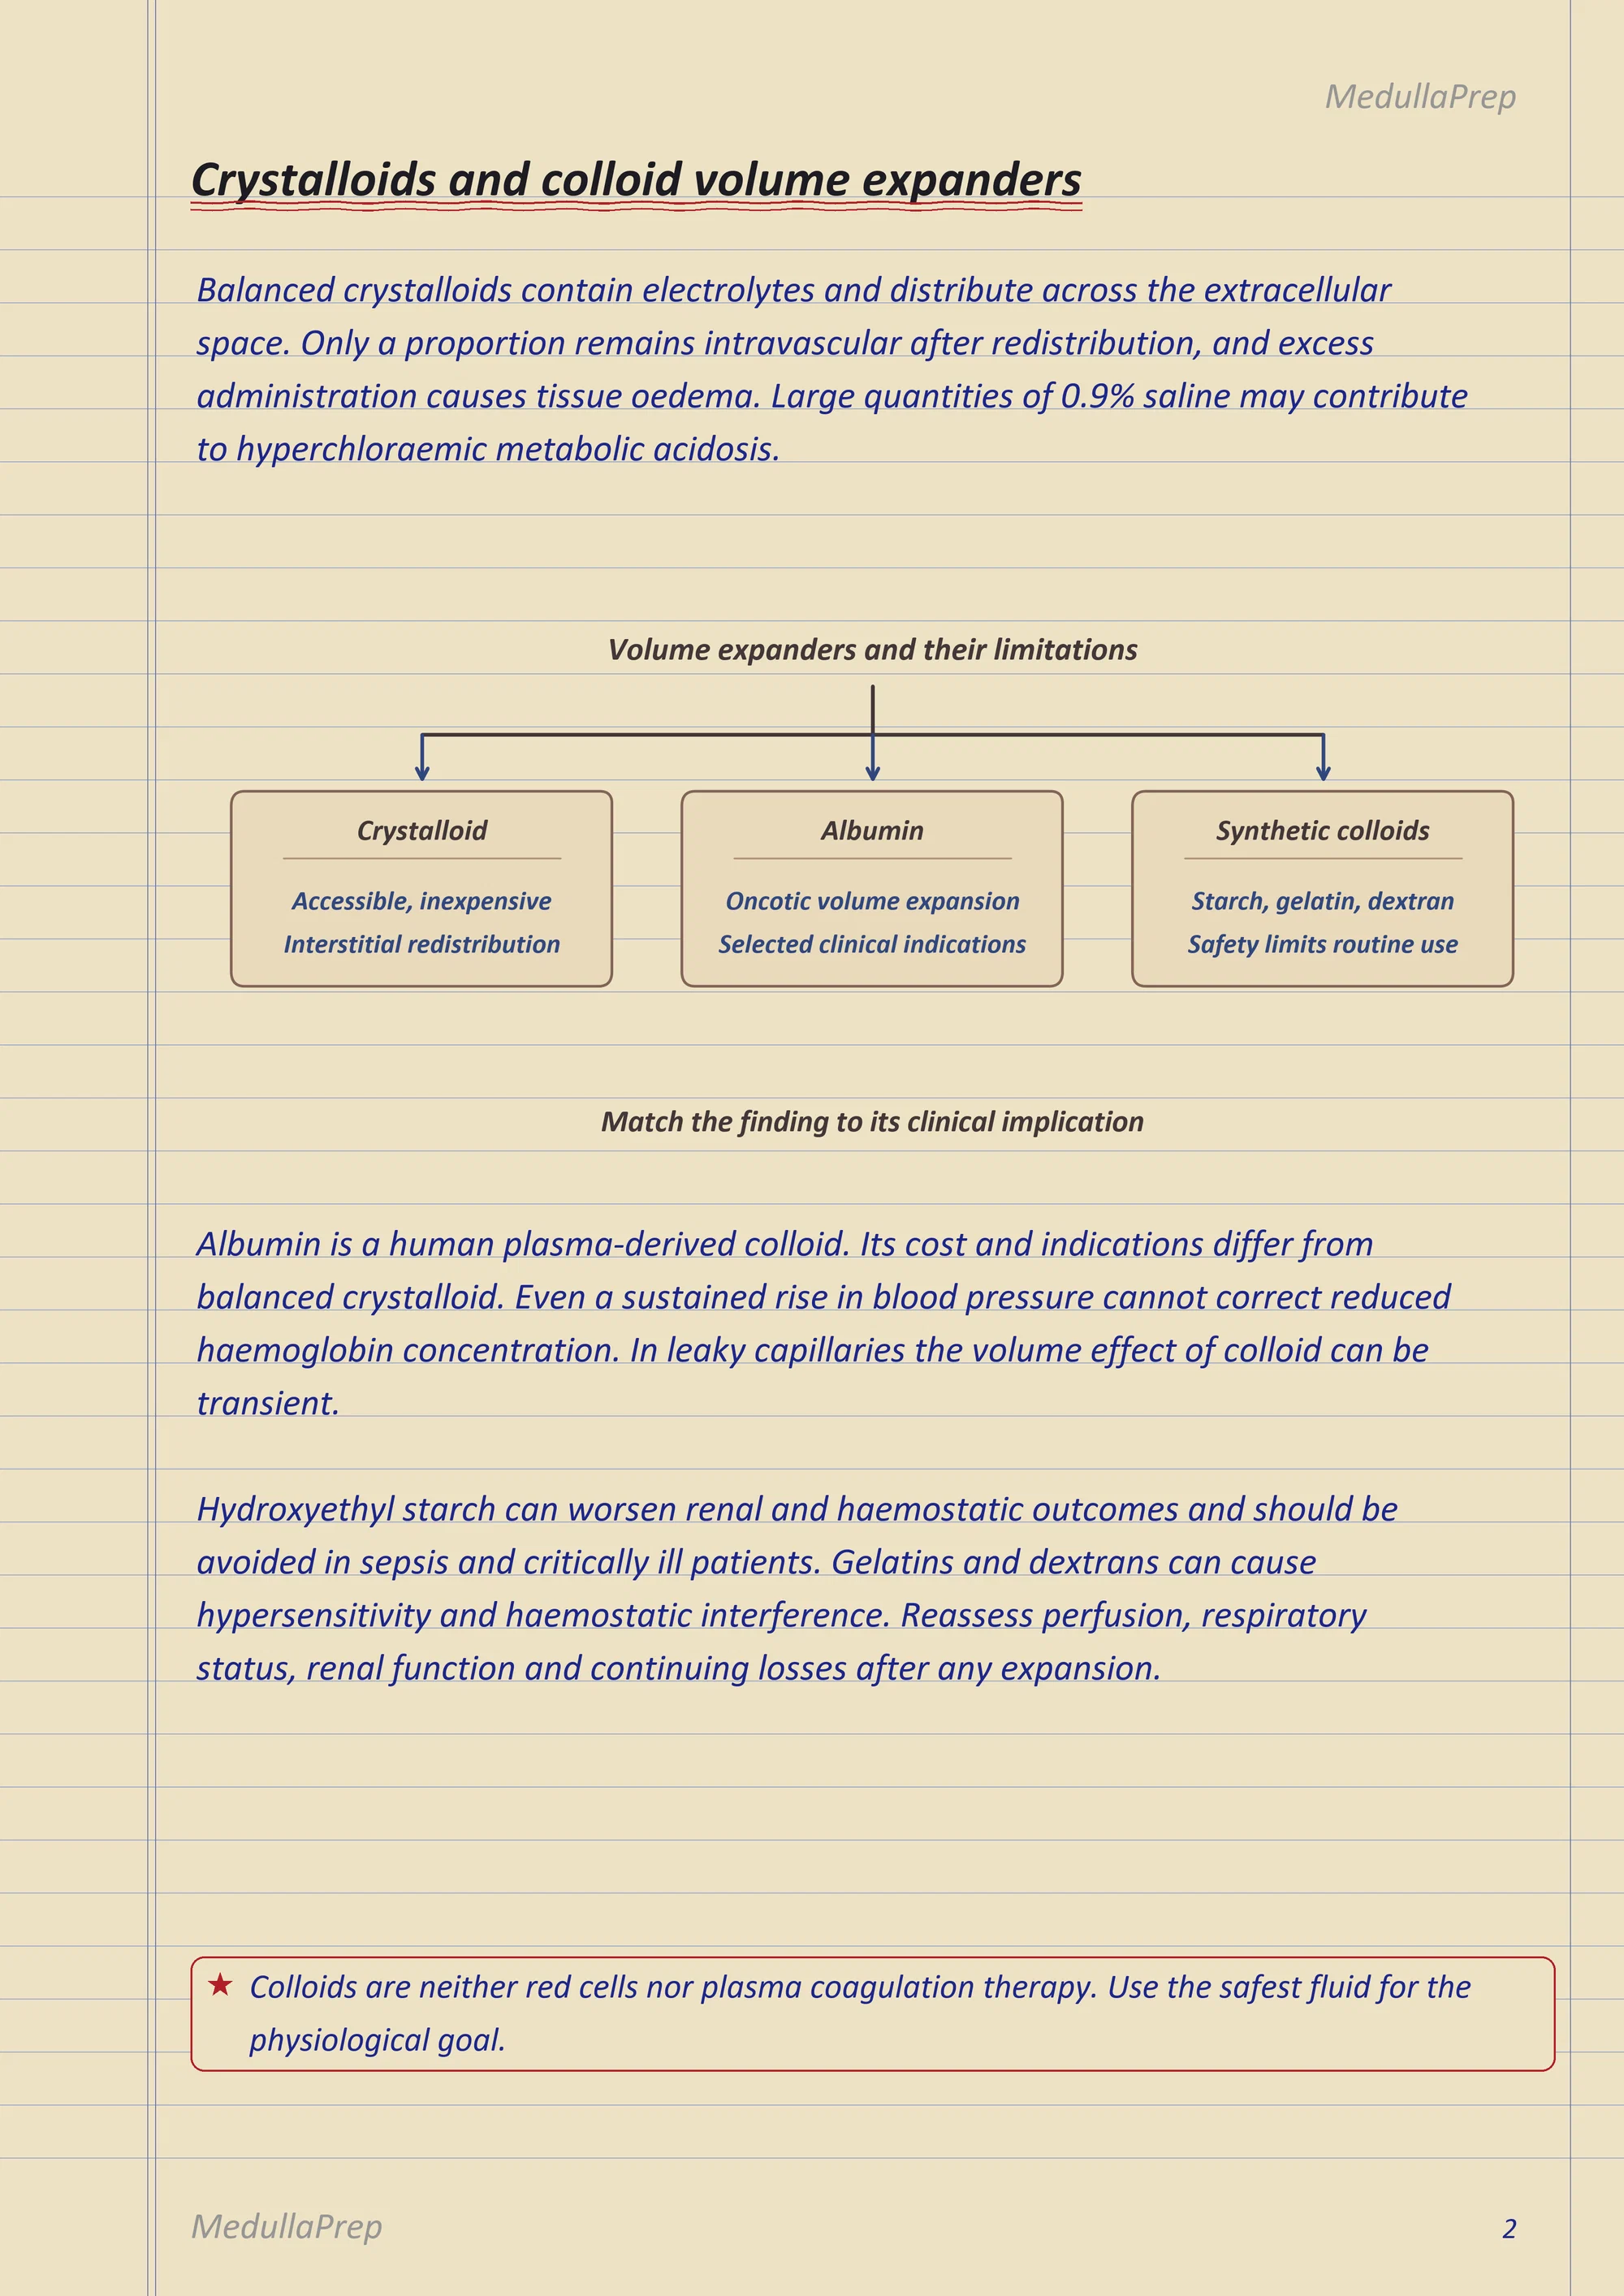 MedullaPrep
Crystalloids and colloid volume expanders
Balanced crystalloids contain electrolytes and distribute across the extracellular
space. Only a proportion remains intravascular after redistribution, and excess
administration causes tissue oedema. Large quantities of 0.9% saline may contribute
to hyperchloraemic metabolic acidosis.
Volume expanders and their limitations
Crystalloid
Accessible, inexpensive
Interstitial redistribution
Albumin
Oncotic volume expansion
Selected clinical indications
Synthetic colloids
Starch, gelatin, dextran
Safety limits routine use
Match the finding to its clinical implication
Albumin is a human plasma-derived colloid. Its cost and indications differ from
balanced crystalloid. Even a sustained rise in blood pressure cannot correct reduced
haemoglobin concentration. In leaky capillaries the volume effect of colloid can be
transient.
Hydroxyethyl starch can worsen renal and haemostatic outcomes and should be
avoided in sepsis and critically ill patients. Gelatins and dextrans can cause
hypersensitivity and haemostatic interference. Reassess perfusion, respiratory
status, renal function and continuing losses after any expansion.
★ Colloids are neither red cells nor plasma coagulation therapy. Use the safest fluid for the
physiological goal.
MedullaPrep
2